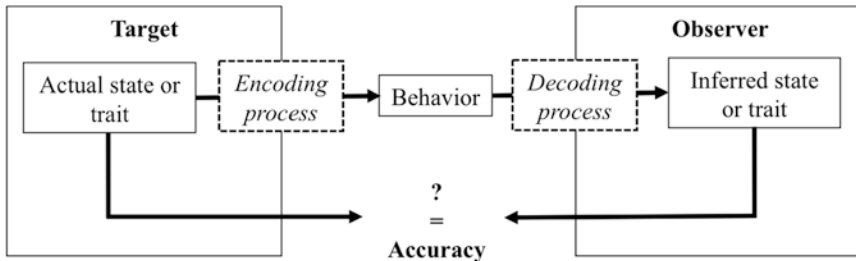 Target
Observer
Actual state or
trait
Encoding
process
Behavior
Decoding
process
Inferred state
or trait
?
=
Accuracy